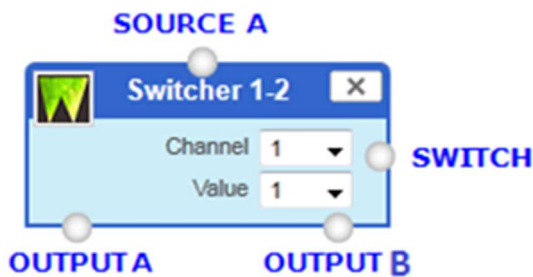 SOURCE A
Switcher 1-2
Channel 1
SWITCH
Value 1
OUTPUT A OUTPUT B